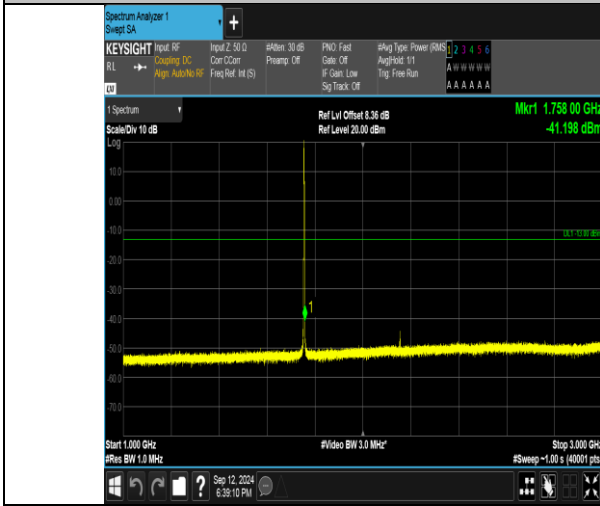 Spectrum Analyzer 1
Swept SA
+
KEYSIGHT Input: RF Input Z: 50 Ω #Atten: 30 dB PNO: Fast #Avg Type: Power (RMS 1 2 3 4 5 6
RL Coupling: DC Corr CCorr Preamp: Off Gate: Off Avg|Hold: 1/1 A W W W W W
Align: Auto/No RF Freq Ref: Int (S) IF Gain: Low Trig: Free Run
Sig Track: Off A A A A A A
LXI
1 Spectrum
Scale/Div 10 dB
Ref Lvl Offset 8.36 dB
Ref Level 20.00 dBm
Mkr1 1.758 00 GHz
-41.198 dBm
Log
10.0
0.00
-10.0
DL1 -13.00 dBm
-20.0
-30.0
1
-40.0
-50.0
-60.0
-70.0
Start 1.000 GHz #Video BW 3.0 MHz* Stop 3.000 GHz
#Res BW 1.0 MHz #Sweep ~1.00 s (40001 pts
? Sep 12, 2024
6:39:10 PM